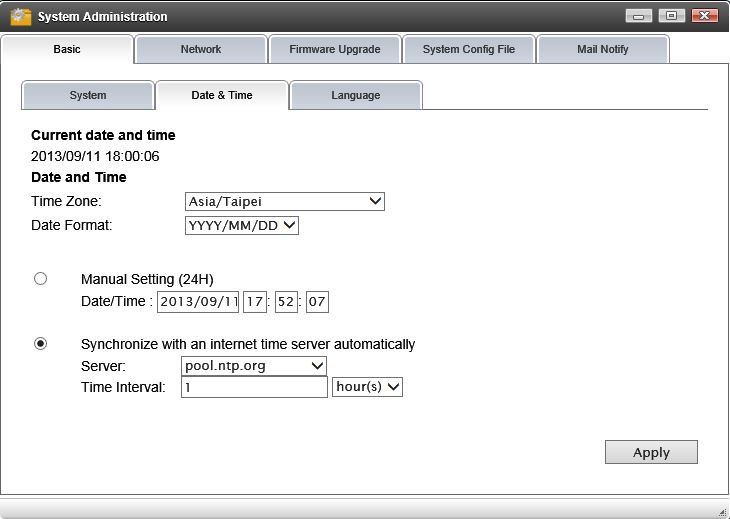 System Administration
Basic Network Firmware Upgrade System Config File Mail Notify
System Date & Time Language
Current date and time
2013/09/11 18:00:06
Date and Time
Time Zone: Asia/Taipei
Date Format: YYYY/MM/DD
Manual Setting (24H)
Date/Time : 2013/09/11 17 : 52 : 07
Synchronize with an internet time server automatically
Server: pool.ntp.org
Time Interval: 1 hour(s)
Apply